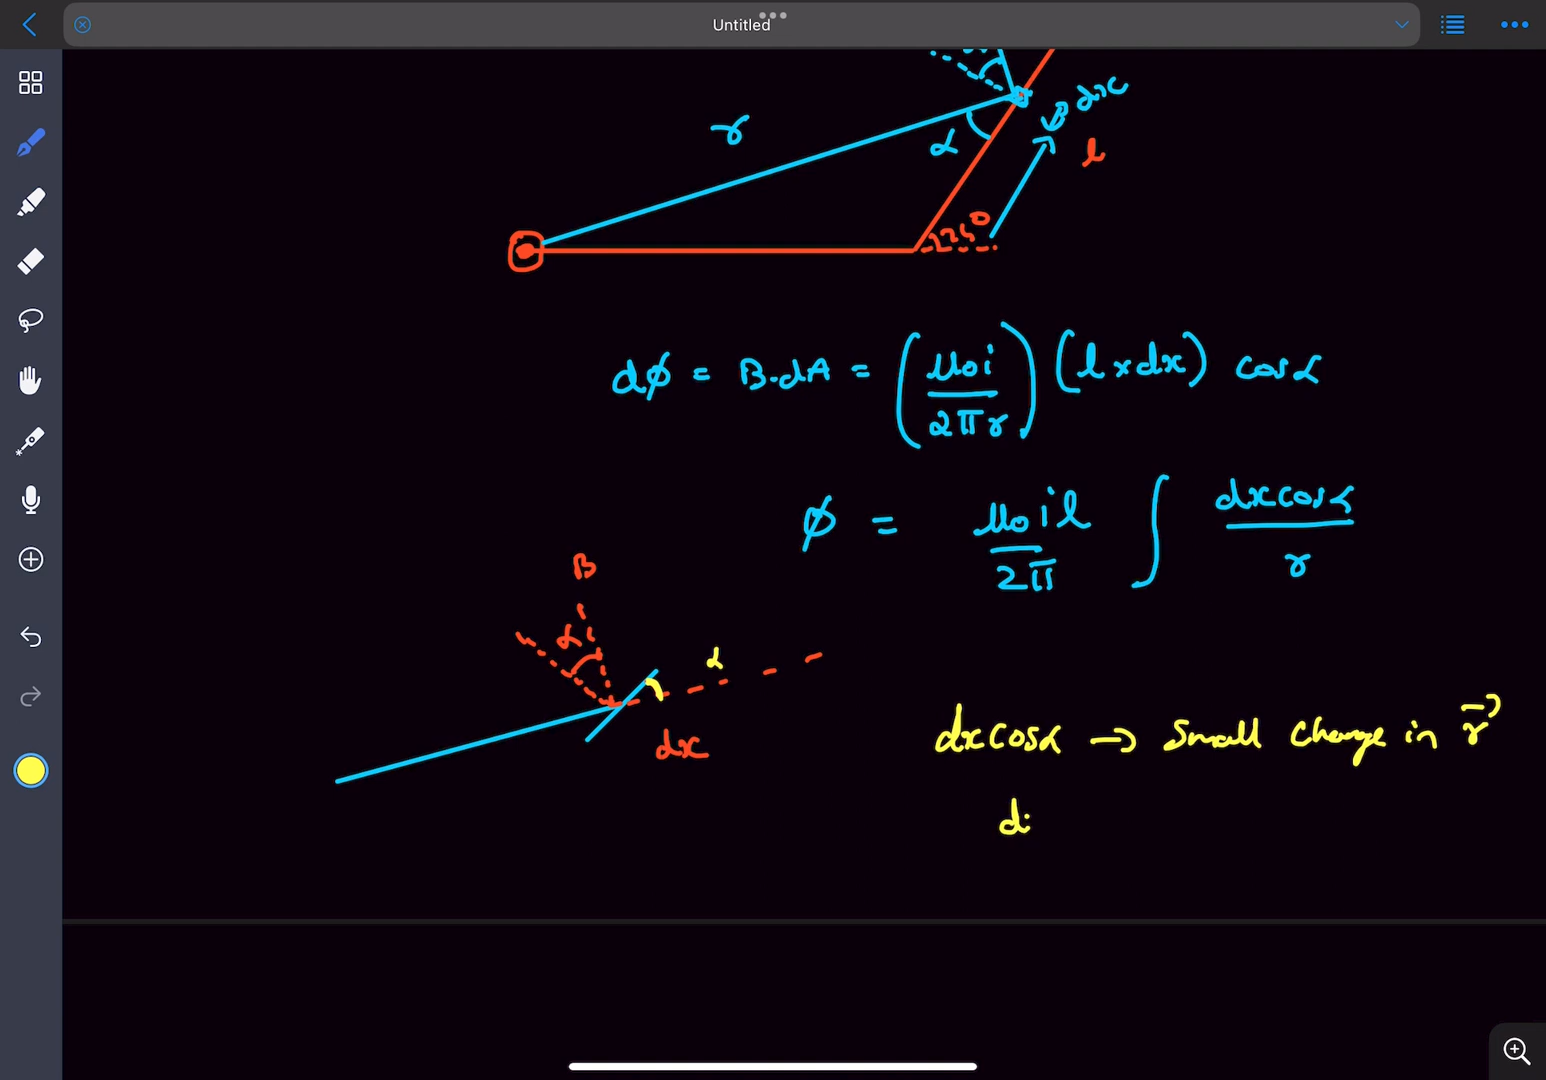 Untitled
dx
r
α
l
225°
dϕ = B.dA = (μ₀i / 2πr) (l x dx) cosα
ϕ = μ₀il / 2π ∫ dxcosα / r
B
α
α
dx
dxcosα → Small change in r⃗
d